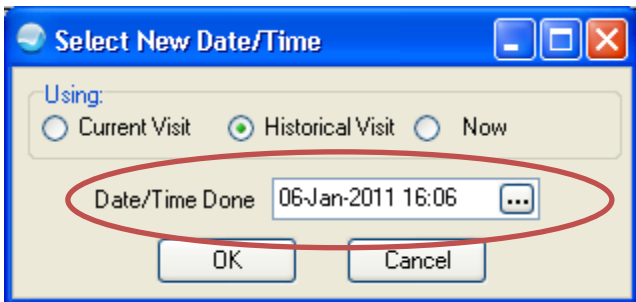 Select New Date/Time
Using:
Current Visit Historical Visit Now
Date/Time Done 06-Jan-2011 16:06 ...
OK Cancel